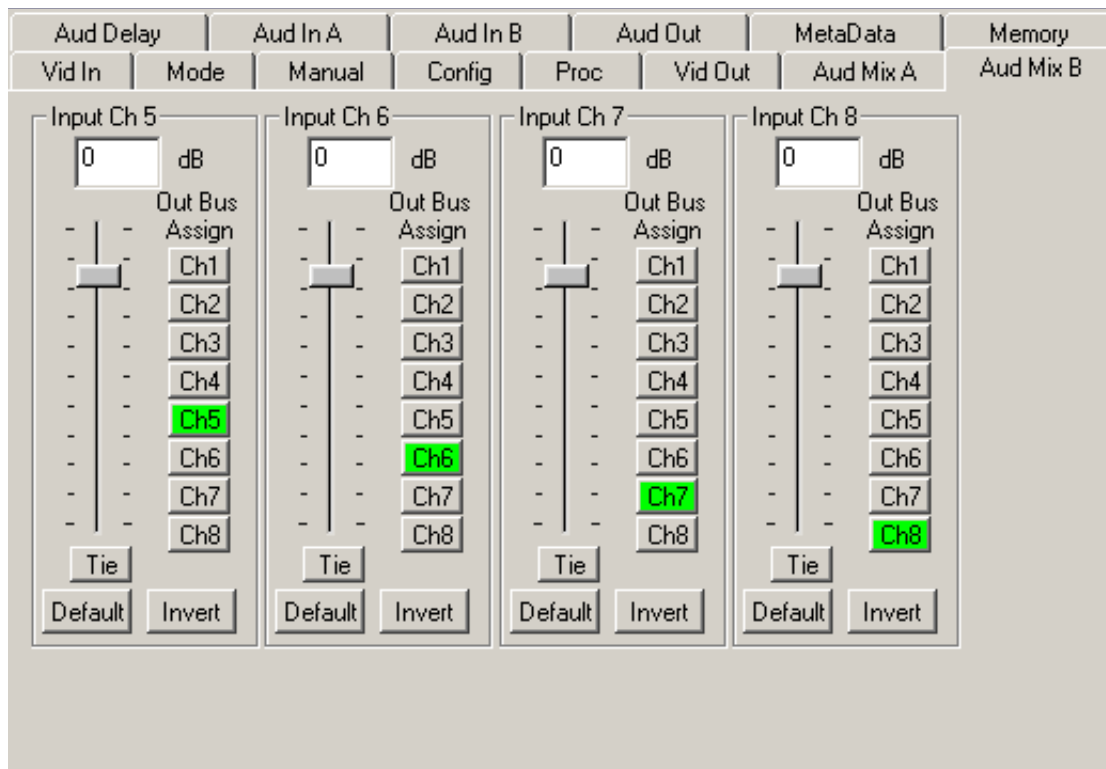 Aud Delay Aud In A Aud In B Aud Out MetaData Memory
Vid In Mode Manual Config Proc Vid Out Aud Mix A Aud Mix B
Input Ch 5
0 dB
Out Bus
Assign
Ch1
Ch2
Ch3
Ch4
Ch5
Ch6
Ch7
Ch8
Tie
Default Invert
Input Ch 6
0 dB
Out Bus
Assign
Ch1
Ch2
Ch3
Ch4
Ch5
Ch6
Ch7
Ch8
Tie
Default Invert
Input Ch 7
0 dB
Out Bus
Assign
Ch1
Ch2
Ch3
Ch4
Ch5
Ch6
Ch7
Ch8
Tie
Default Invert
Input Ch 8
0 dB
Out Bus
Assign
Ch1
Ch2
Ch3
Ch4
Ch5
Ch6
Ch7
Ch8
Tie
Default Invert